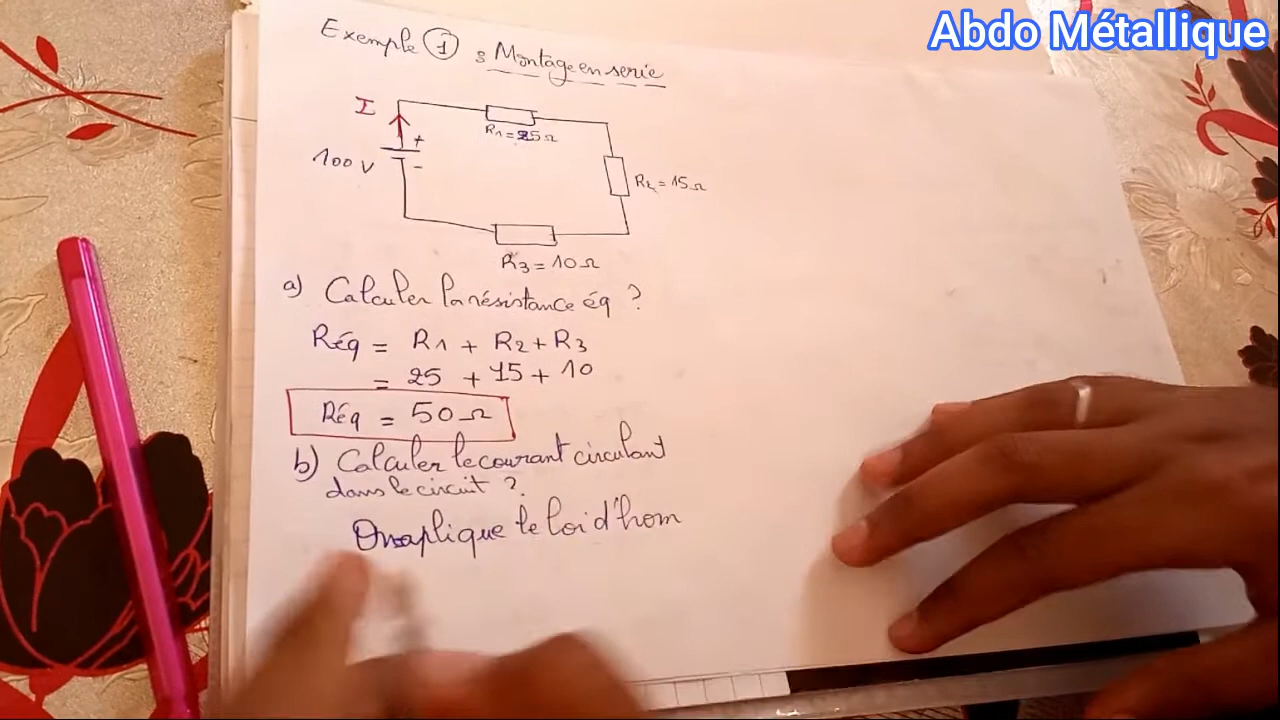 Abdo Métallique
Exemple 1 : Montage en serie
I
R1 = 25 Ω
+
100 V
-
R2 = 15 Ω
R3 = 10 Ω
a) Calculer la résistance éq ?
Réq = R1 + R2 + R3
= 25 + 15 + 10
Réq = 50 Ω
b) Calculer le courant circulant
dans le circuit ?
On aplique le loi d'hom